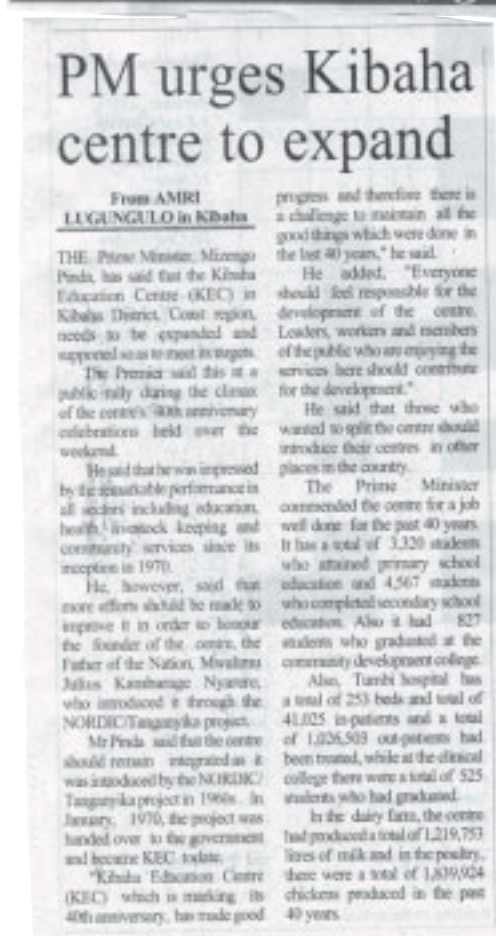 PM urges Kibaha
centre to expand
From AMRI
LUGUNGULO in Kibaha
THE Prime Minister, Mizengo
Pinda, has said that the Kibaha
Education Centre (KEC) in
Kibaha District, Coast region,
needs to be expanded and
supported so as to meet its targets.
The Premier said this at a
public rally during the climax
of the centre's 40th anniversary
celebrations held over the
weekend.
He said that he was impressed
by the remarkable performance in
all sectors including education,
health, livestock keeping and
community services since its
inception in 1970.
He, however, said that
more efforts should be made to
improve it in order to honour
the founder of the centre, the
Father of the Nation, Mwalimu
Julius Kambarage Nyerere,
who introduced it through the
NORDIC/Tanganyika project.
Mr Pinda said that the centre
should remain integrated as it
was introduced by the NORDIC/
Tanganyika project in 1960s. In
January, 1970, the project was
handed over to the government
and became KEC todate.
"Kibaha Education Centre
(KEC) which is marking its
40th anniversary, has made good
progress and therefore there is
a challenge to maintain all the
good things which were done in
the last 40 years," he said.
He added, "Everyone
should feel responsible for the
development of the centre.
Leaders, workers and members
of the public who are enjoying the
services here should contribute
for the development."
He said that those who
wanted to split the centre should
introduce their centres in other
places in the country.
The Prime Minister
commended the centre for a job
well done for the past 40 years.
It has a total of 3,320 students
who attained primary school
education and 4,567 students
who completed secondary school
education. Also it had 827
students who graduated at the
community development college.
Also, Tumbi hospital has
a total of 253 beds and total of
41,025 in-patients and a total
of 1,026,503 out-patients had
been treated, while at the clinical
college there were a total of 525
students who had graduated.
In the dairy farm, the centre
had produced a total of 1,219,753
litres of milk and in the poultry,
there were a total of 1,839,924
chickens produced in the past
40 years.